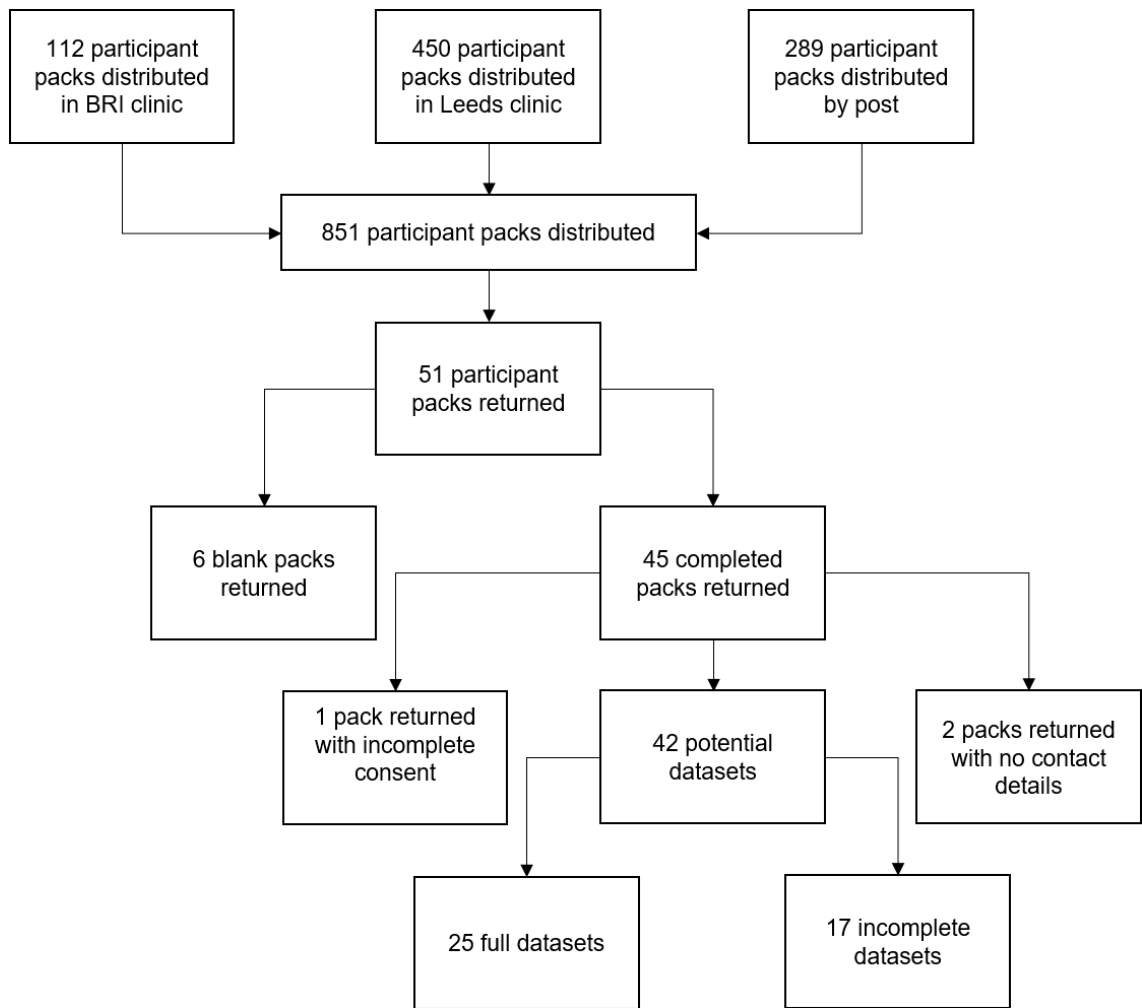 112 participant
packs distributed
in BRI clinic
450 participant
packs distributed
in Leeds clinic
289 participant
packs distributed
by post
851 participant packs distributed
51 participant
packs returned
6 blank packs
returned
45 completed
packs returned
1 pack returned
with incomplete
consent
42 potential
datasets
2 packs returned
with no contact
details
25 full datasets
17 incomplete
datasets